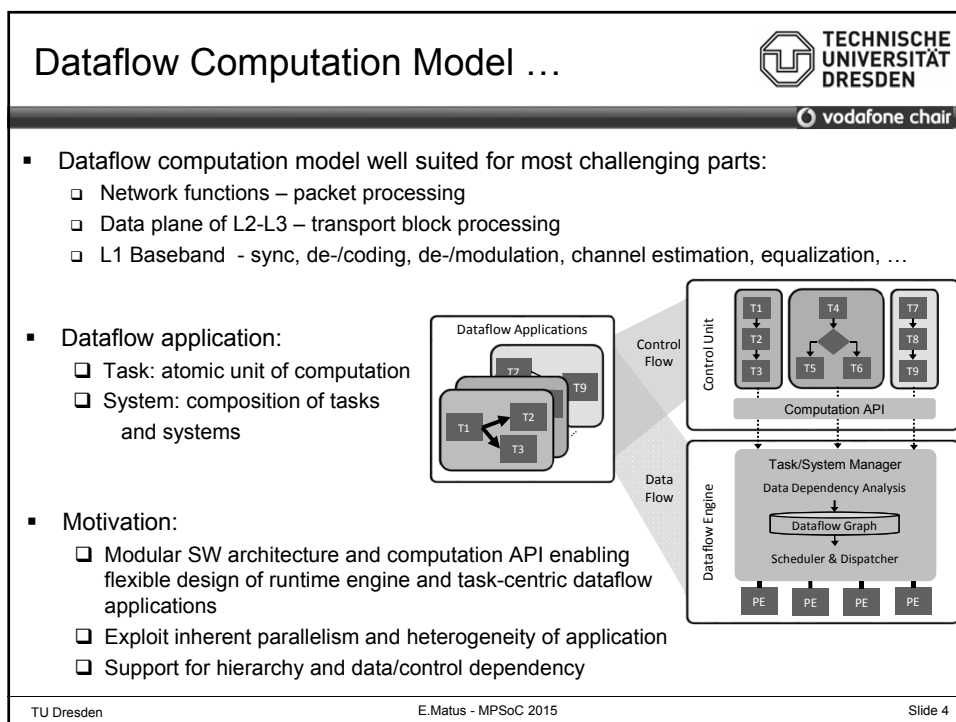 Dataflow Computation Model …
TECHNISCHE
UNIVERSITÄT
DRESDEN
vodafone chair
▪ Dataflow computation model well suited for most challenging parts:
❑ Network functions – packet processing
❑ Data plane of L2-L3 – transport block processing
❑ L1 Baseband - sync, de-/coding, de-/modulation, channel estimation, equalization, …
▪ Dataflow application:
❑ Task: atomic unit of computation
❑ System: composition of tasks
and systems
Dataflow Applications
T7
T9
T1
T2
T3
...
Control
Flow
Data
Flow
Control Unit
T1
T2
T3
T4
T5
T6
T7
T8
T9
Computation API
Dataflow Engine
Task/System Manager
Data Dependency Analysis
Dataflow Graph
Scheduler & Dispatcher
PE
PE
PE
PE
▪ Motivation:
❑ Modular SW architecture and computation API enabling
flexible design of runtime engine and task-centric dataflow
applications
❑ Exploit inherent parallelism and heterogeneity of application
❑ Support for hierarchy and data/control dependency
TU Dresden
E.Matus - MPSoC 2015
Slide 4